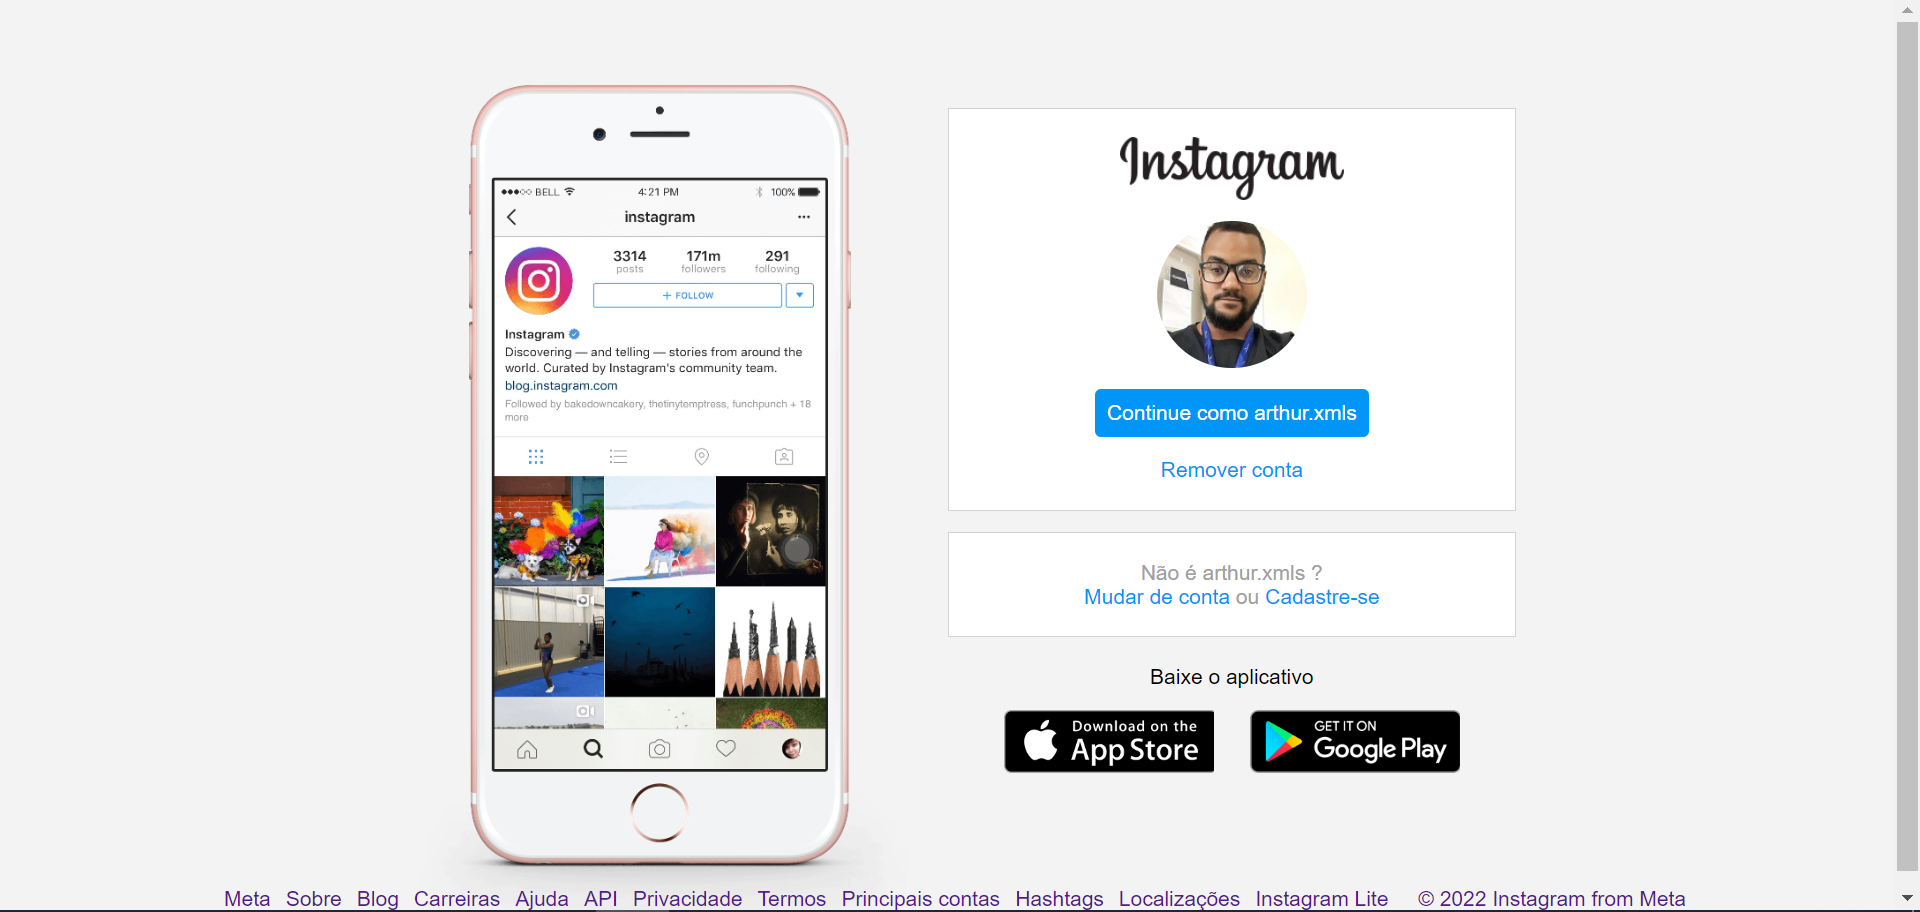 BELL
4:21 PM
100%
instagram
3314
posts
171m
followers
291
following
+ FOLLOW
Instagram
Discovering — and telling — stories from around the
world. Curated by Instagram's community team.
blog.instagram.com
Followed by bakedowncakery, thetinytemptress, funchpunch + 18
more
Instagram
Continue como arthur.xmls
Remover conta
Não é arthur.xmls ?
Mudar de conta ou Cadastre-se
Baixe o aplicativo
Download on the
App Store
GET IT ON
Google Play
Meta Sobre Blog Carreiras Ajuda API Privacidade Termos Principais contas Hashtags Localizações Instagram Lite © 2022 Instagram from Meta